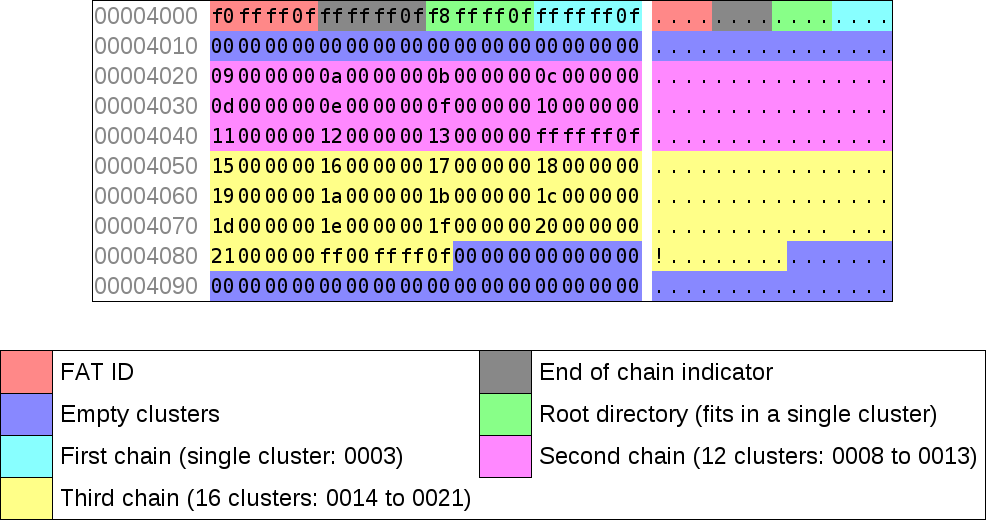 00004000 f0 ff ff 0f ff ff ff 0f f8 ff ff 0f ff ff ff 0f . . . . . . . . . . . . . . . .
00004010 00 00 00 00 00 00 00 00 00 00 00 00 00 00 00 00 . . . . . . . . . . . . . . . .
00004020 09 00 00 00 0a 00 00 00 0b 00 00 00 0c 00 00 00 . . . . . . . . . . . . . . . .
00004030 0d 00 00 00 0e 00 00 00 0f 00 00 00 10 00 00 00 . . . . . . . . . . . . . . . .
00004040 11 00 00 00 12 00 00 00 13 00 00 00 ff ff ff 0f . . . . . . . . . . . . . . . .
00004050 15 00 00 00 16 00 00 00 17 00 00 00 18 00 00 00 . . . . . . . . . . . . . . . .
00004060 19 00 00 00 1a 00 00 00 1b 00 00 00 1c 00 00 00 . . . . . . . . . . . . . . . .
00004070 1d 00 00 00 1e 00 00 00 1f 00 00 00 20 00 00 00 . . . . . . . . . . . .   . . .
00004080 21 00 00 00 ff 00 ff ff 0f 00 00 00 00 00 00 00 ! . . . . . . . . . . . . . . .
00004090 00 00 00 00 00 00 00 00 00 00 00 00 00 00 00 00 . . . . . . . . . . . . . . . .
FAT ID
End of chain indicator
Empty clusters
Root directory (fits in a single cluster)
First chain (single cluster: 0003)
Second chain (12 clusters: 0008 to 0013)
Third chain (16 clusters: 0014 to 0021)